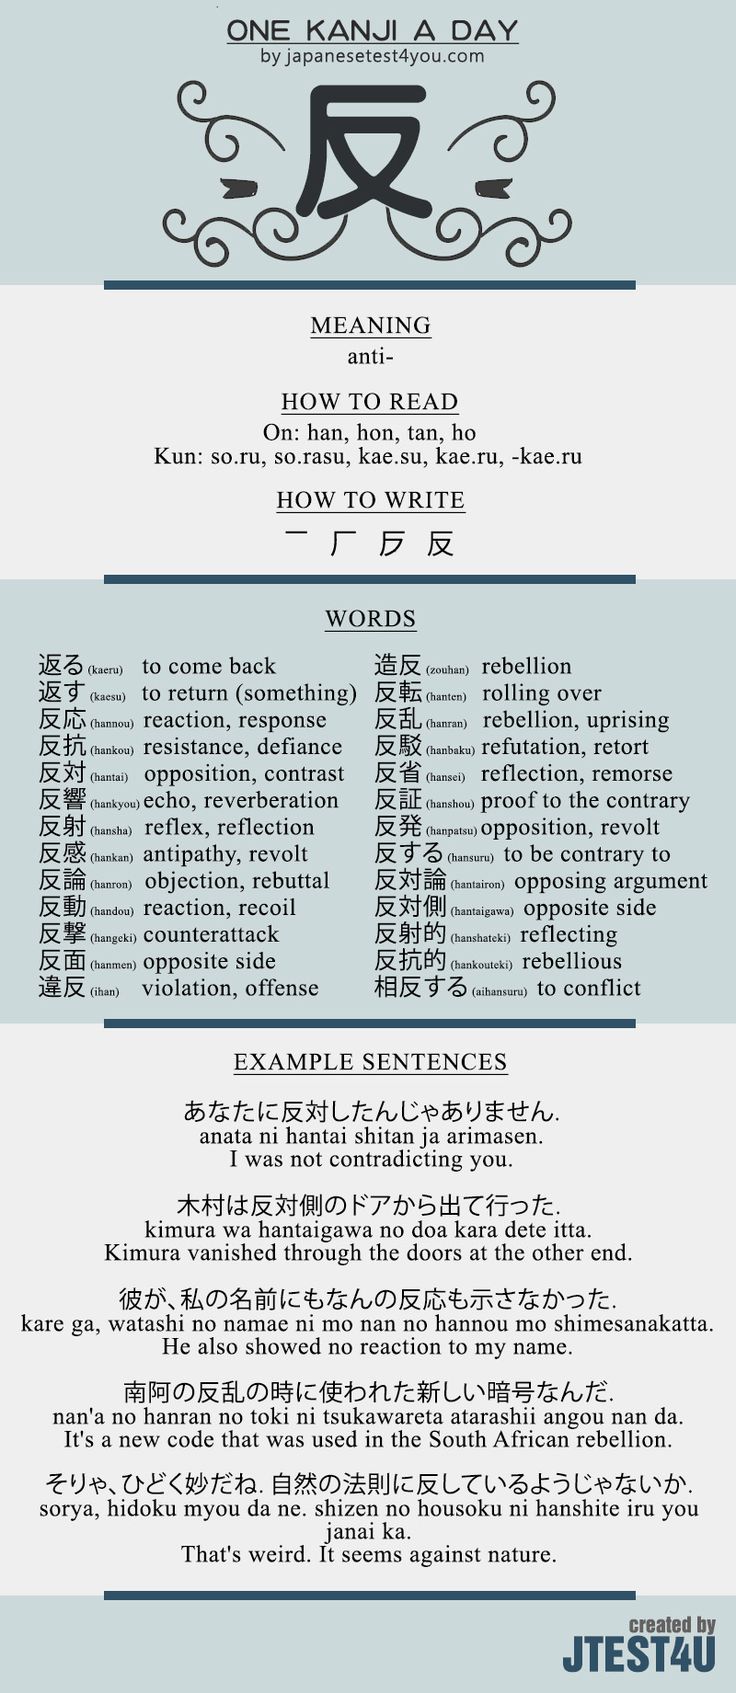 ONE KANJI A DAY
by japanesetest4you.com
反
MEANING
anti-
HOW TO READ
On: han, hon, tan, ho
Kun: so.ru, so.rasu, kae.su, kae.ru, -kae.ru
HOW TO WRITE
一 厂 反
WORDS
返る (kaeru) to come back
返す (kaesu) to return (something)
反応 (hannou) reaction, response
反抗 (hankou) resistance, defiance
反対 (hantai) opposition, contrast
反響 (hankyou) echo, reverberation
反射 (hansha) reflex, reflection
反感 (hankan) antipathy, revolt
反論 (hanron) objection, rebuttal
反動 (handou) reaction, recoil
反撃 (hangeki) counterattack
反面 (hanmen) opposite side
違反 (ihan) violation, offense
造反 (zouhan) rebellion
反転 (hanten) rolling over
反乱 (hanran) rebellion, uprising
反駁 (hanbaku) refutation, retort
反省 (hansei) reflection, remorse
反証 (hanshou) proof to the contrary
反発 (hanpatsu) opposition, revolt
反する (hansuru) to be contrary to
反対論 (hantairon) opposing argument
反対側 (hantaigawa) opposite side
反射的 (hanshateki) reflecting
反抗的 (hankouteki) rebellious
相反する (aihansuru) to conflict
EXAMPLE SENTENCES
あなたに反対したんじゃありません.
anata ni hantai shitan ja arimasen.
I was not contradicting you.
木村は反対側のドアから出て行った.
kimura wa hantaigawa no doa kara dete itta.
Kimura vanished through the doors at the other end.
彼が、私の名前にもなんの反応も示さなかった.
kare ga, watashi no namae ni mo nan no hannou mo shimesanakatta.
He also showed no reaction to my name.
南阿の反乱の時に使われた新しい暗号なんだ.
nan'a no hanran no toki ni tsukawareta atarashii angou nan da.
It's a new code that was used in the South African rebellion.
そりゃ、ひどく妙だね. 自然の法則に反しているようじゃないか.
sorya, hidoku myou da ne. shizen no housoku ni hanshite iru you
janai ka.
That's weird. It seems against nature.
created by
JTEST4U